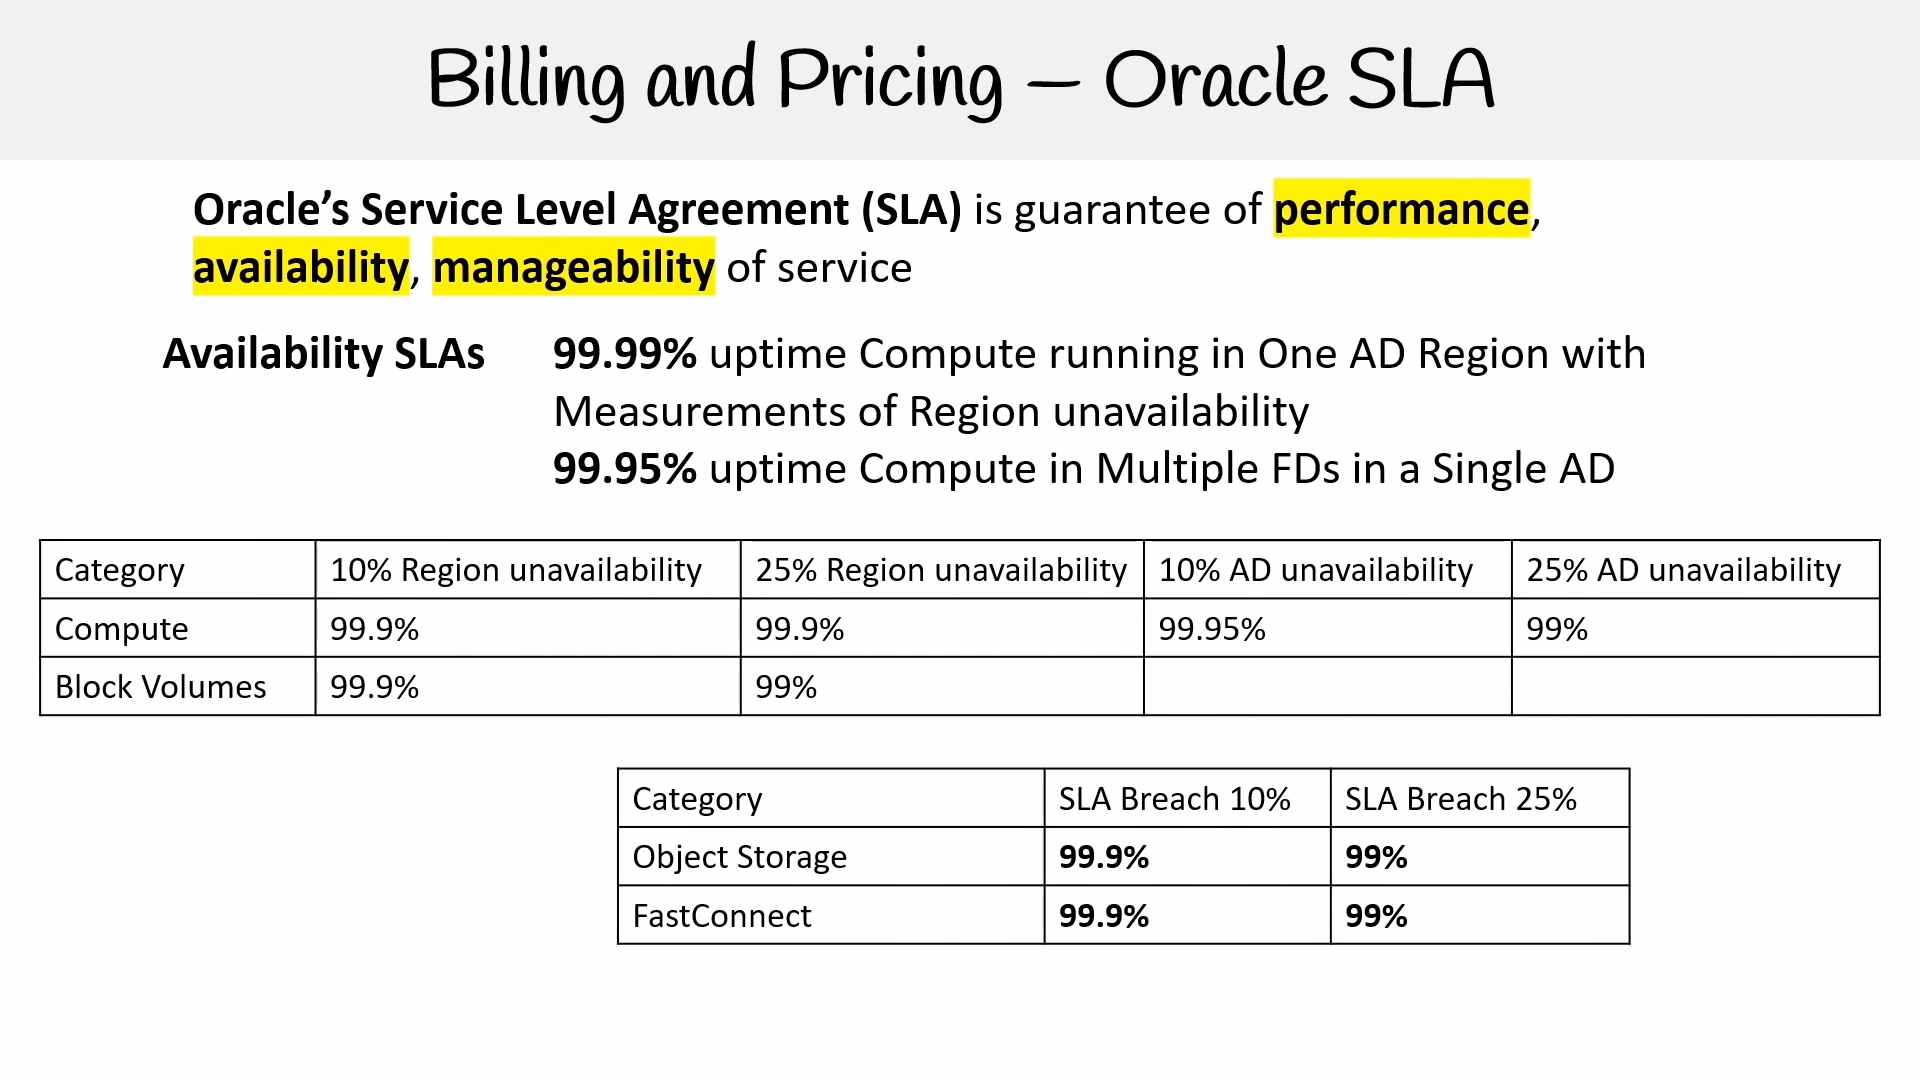 Billing and Pricing – Oracle SLA
Oracle’s Service Level Agreement (SLA) is guarantee of performance,
availability, manageability of service
Availability SLAs
99.99% uptime Compute running in One AD Region with
Measurements of Region unavailability
99.95% uptime Compute in Multiple FDs in a Single AD
Category 10% Region unavailability 25% Region unavailability 10% AD unavailability 25% AD unavailability
Compute 99.9% 99.9% 99.95% 99%
Block Volumes 99.9% 99%
Category SLA Breach 10% SLA Breach 25%
Object Storage 99.9% 99%
FastConnect 99.9% 99%